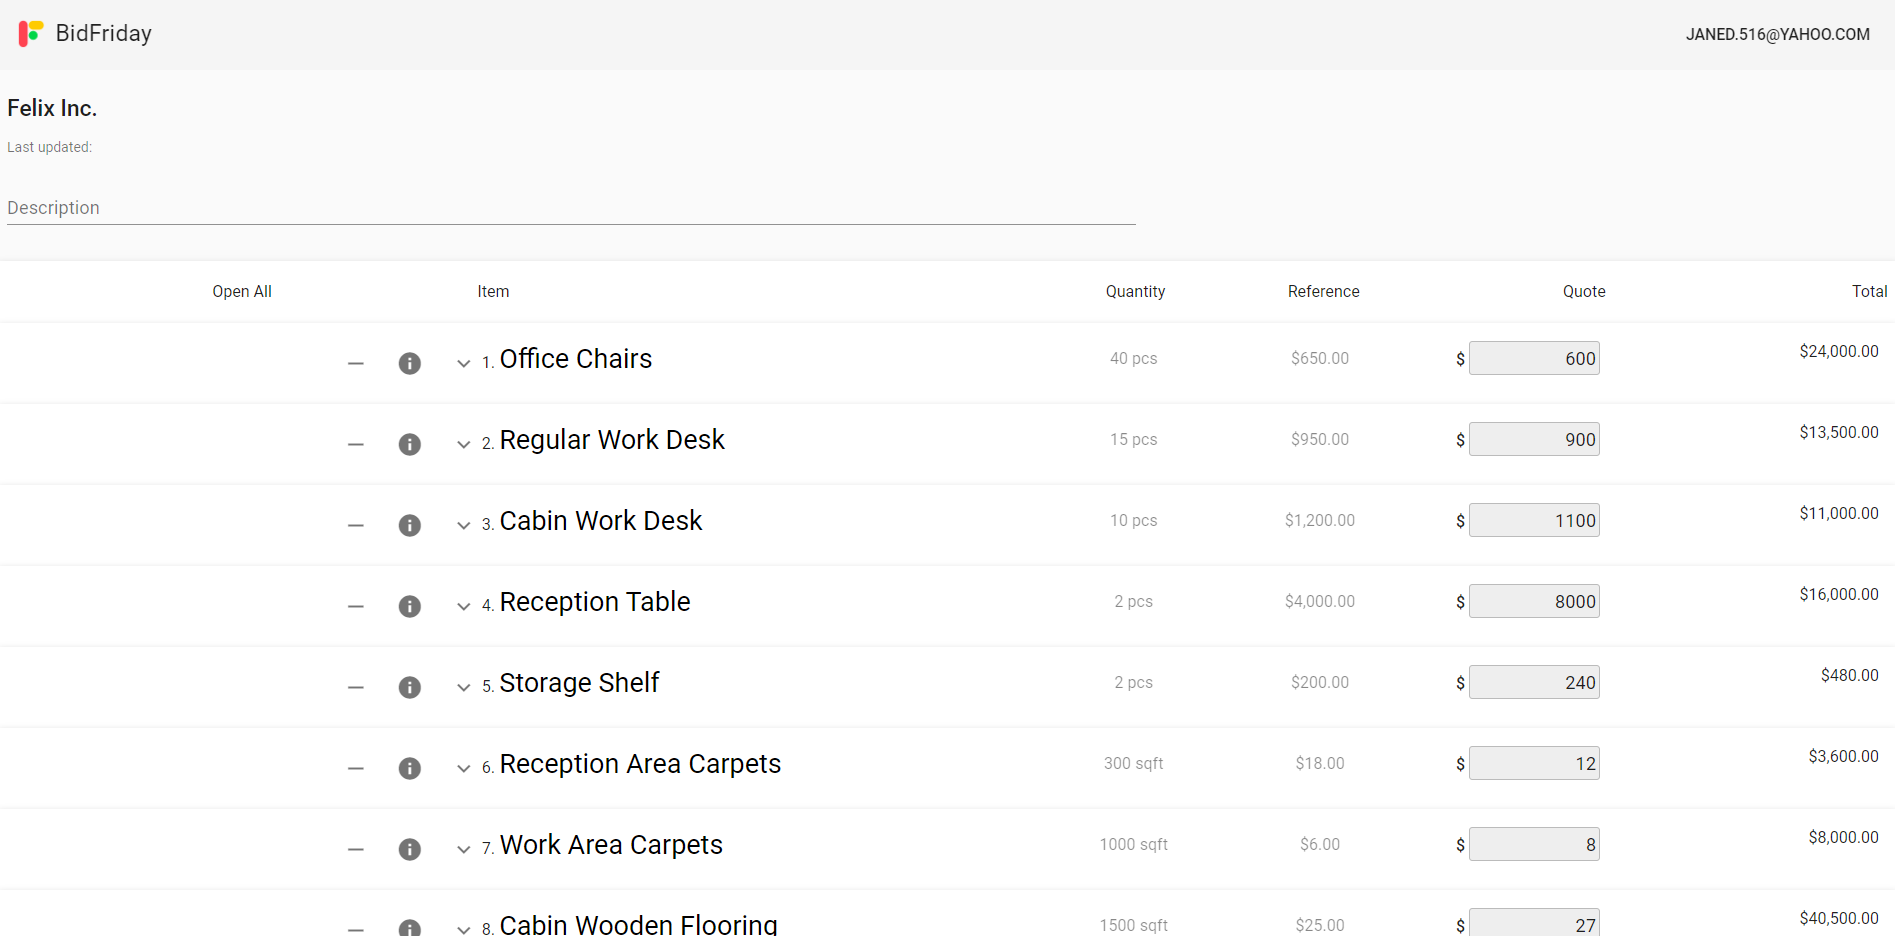 BidFriday JANED.516@YAHOO.COM
Felix Inc.
Last updated:
Description
Open All Item Quantity Reference Quote Total
1. Office Chairs 40 pcs $650.00 $ 600 $24,000.00
2. Regular Work Desk 15 pcs $950.00 $ 900 $13,500.00
3. Cabin Work Desk 10 pcs $1,200.00 $ 1100 $11,000.00
4. Reception Table 2 pcs $4,000.00 $ 8000 $16,000.00
5. Storage Shelf 2 pcs $200.00 $ 240 $480.00
6. Reception Area Carpets 300 sqft $18.00 $ 12 $3,600.00
7. Work Area Carpets 1000 sqft $6.00 $ 8 $8,000.00
8. Cabin Wooden Flooring 1500 sqft $25.00 $ 27 $40,500.00